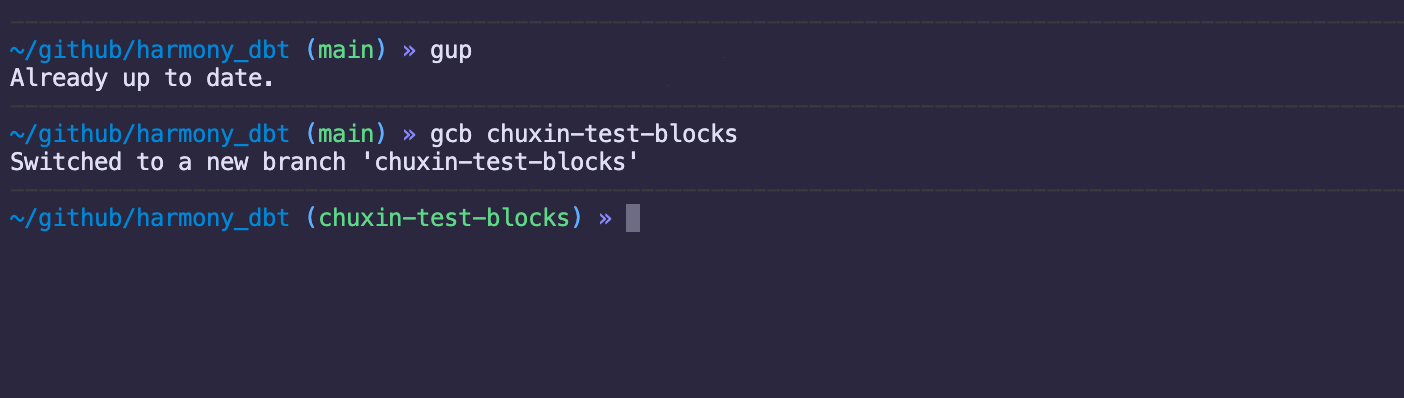 ~/github/harmony_dbt (main) » gup
Already up to date.
~/github/harmony_dbt (main) » gcb chuxin-test-blocks
Switched to a new branch 'chuxin-test-blocks'
~/github/harmony_dbt (chuxin-test-blocks) »